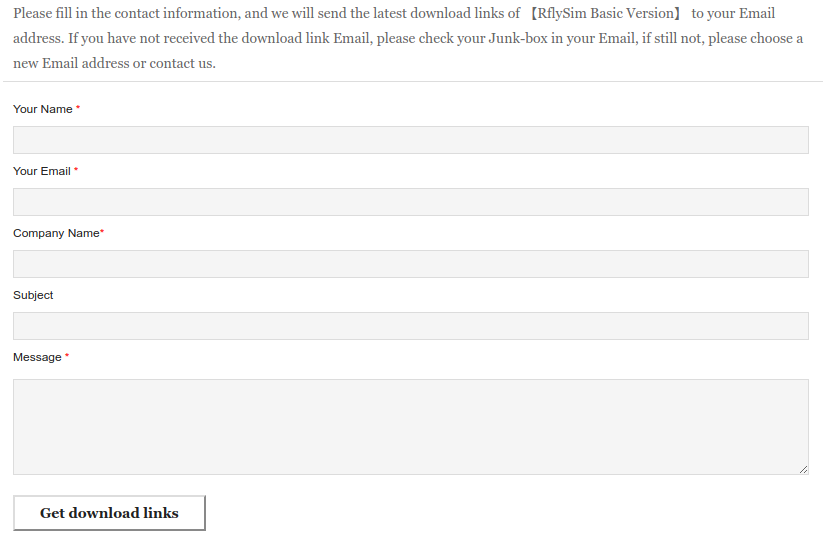 Please fill in the contact information, and we will send the latest download links of 【RflySim Basic Version】 to your Email
address. If you have not received the download link Email, please check your Junk-box in your Email, if still not, please choose a
new Email address or contact us.
Your Name *
Your Email *
Company Name*
Subject
Message *
Get download links